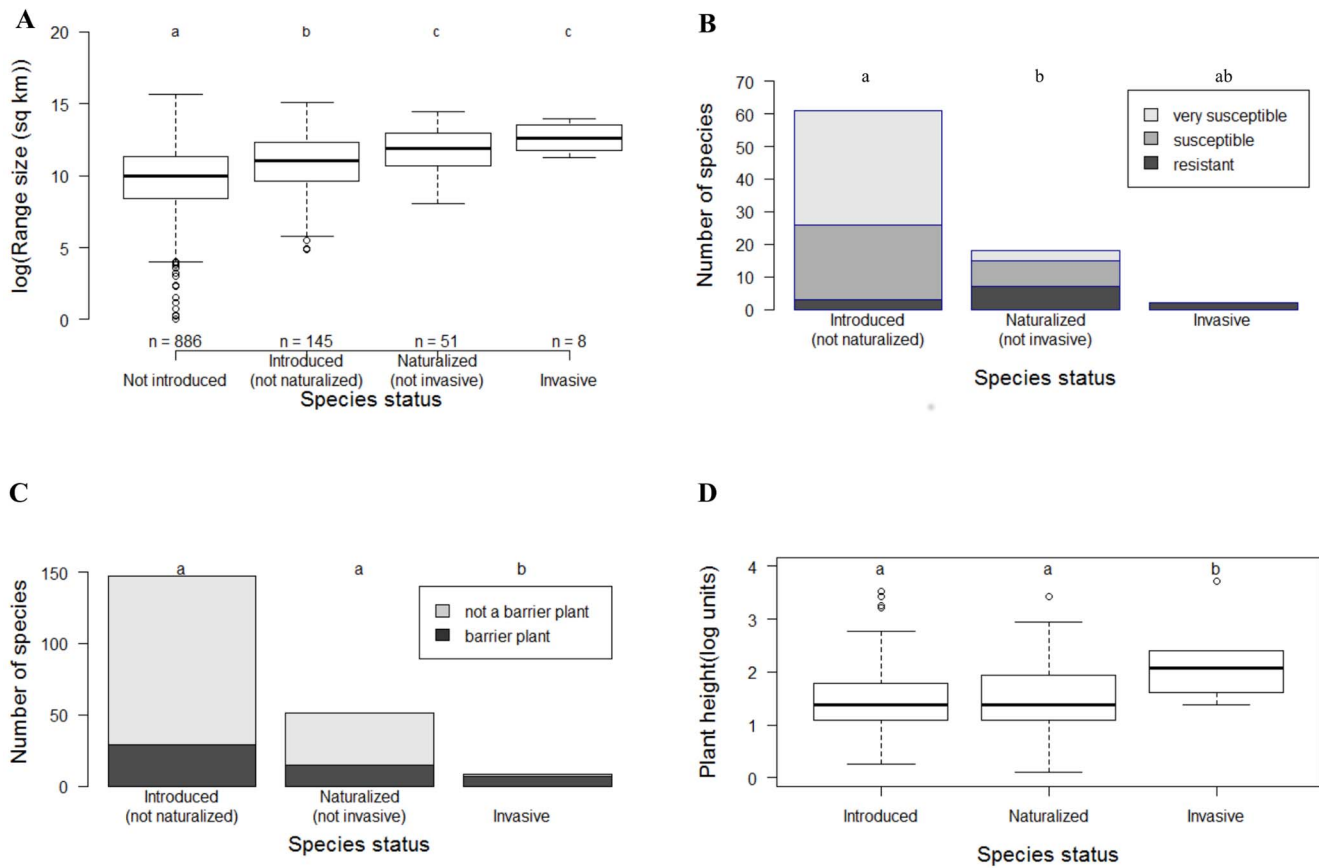 A
log(Range size (sq km))
20
15
10
5
0
a
b
c
c
n = 886
n = 145
n = 51
n = 8
Not introduced
Introduced
(not naturalized)
Naturalized
(not invasive)
Invasive
Species status
B
Number of species
70
60
50
40
30
20
10
0
a
b
ab
very susceptible
susceptible
resistant
Introduced
(not naturalized)
Naturalized
(not invasive)
Invasive
Species status
C
Number of species
150
100
50
0
a
a
b
not a barrier plant
barrier plant
Introduced
(not naturalized)
Naturalized
(not invasive)
Invasive
Species status
D
Plant height(log units)
4
3
2
1
0
a
a
b
Introduced
Naturalized
Invasive
Species status